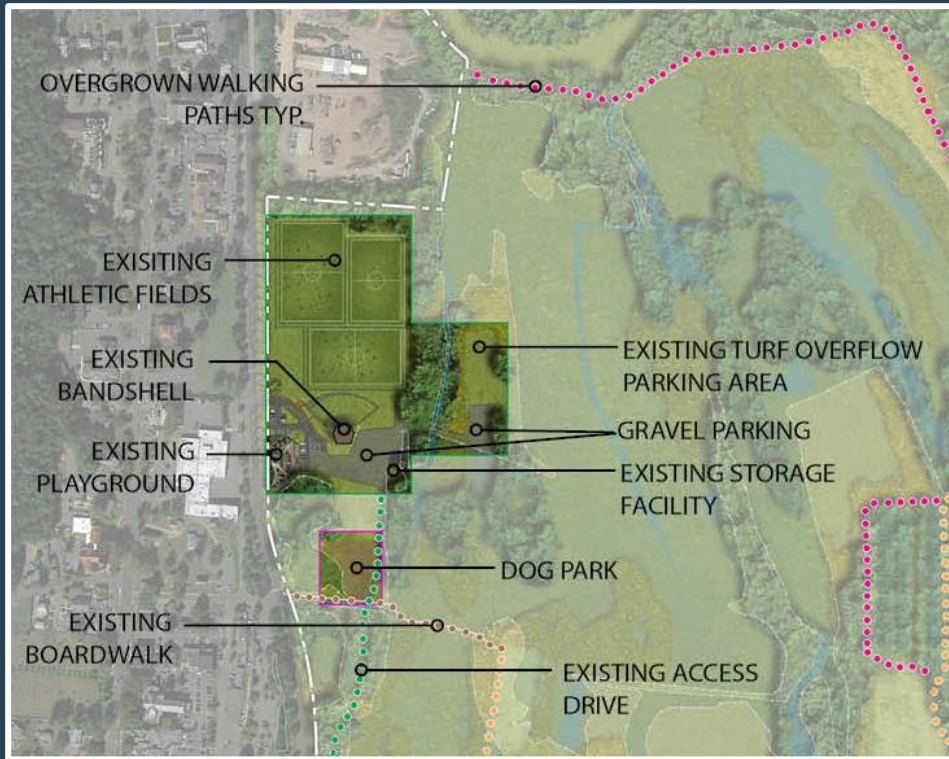 OVERGROWN WALKING
PATHS TYP.
EXISITING
ATHLETIC FIELDS
EXISTING
BANDSHELL
EXISTING TURF OVERFLOW
PARKING AREA
GRAVEL PARKING
EXISTING
PLAYGROUND
EXISTING STORAGE
FACILITY
DOG PARK
EXISTING
BOARDWALK
EXISTING ACCESS
DRIVE